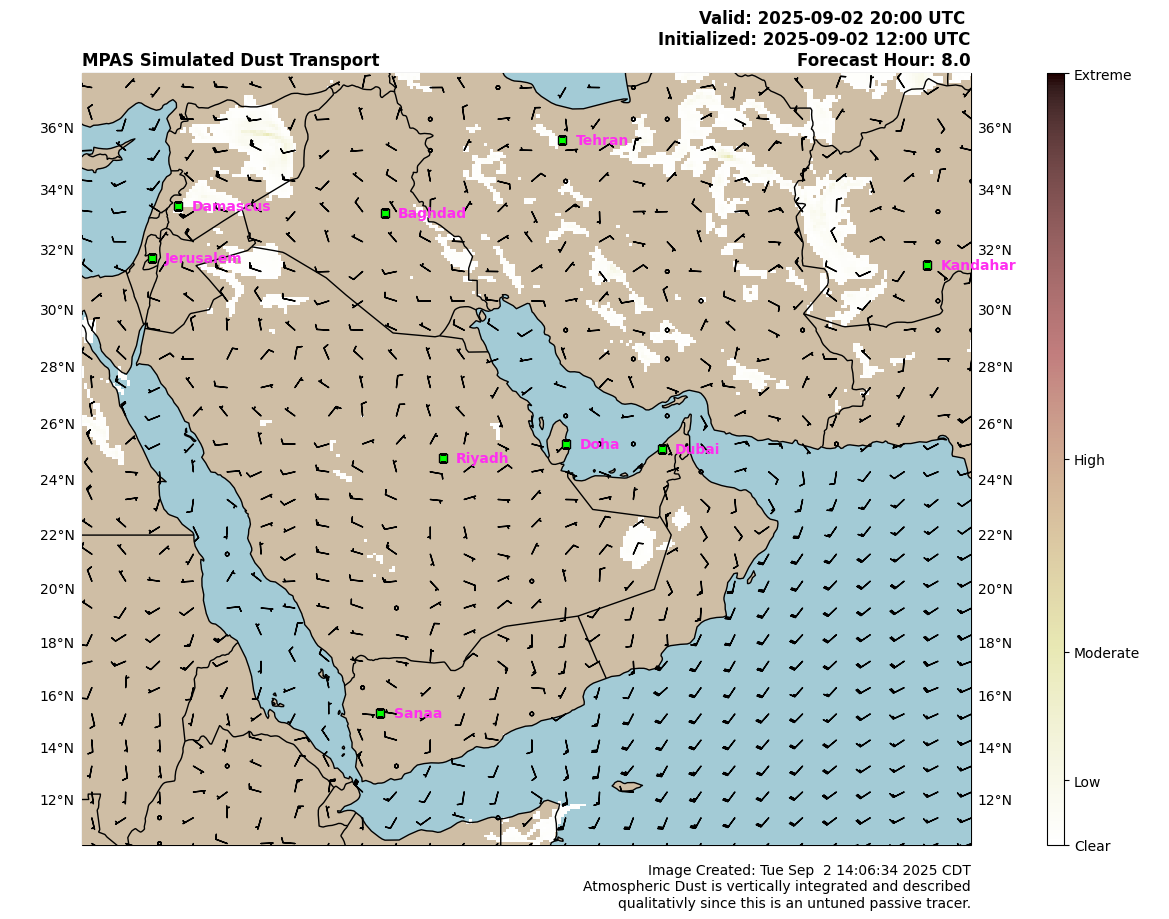 Valid: 2025-09-02 20:00 UTC
Initialized: 2025-09-02 12:00 UTC
MPAS Simulated Dust Transport
Forecast Hour: 8.0
Extreme
36°N
Tehran
36°N
34°N
Damascus
Baghdad
34°N
32°N
Jerusalem
Kandahar
32°N
30°N
30°N
28°N
28°N
26°N
Riyadh
Doha
Dubai
26°N
High
24°N
24°N
22°N
22°N
20°N
20°N
18°N
18°N
Moderate
16°N
Sanaa
16°N
14°N
14°N
12°N
12°N
Low
Clear
Image Created: Tue Sep  2 14:06:34 2025 CDT
Atmospheric Dust is vertically integrated and described
qualitativly since this is an untuned passive tracer.